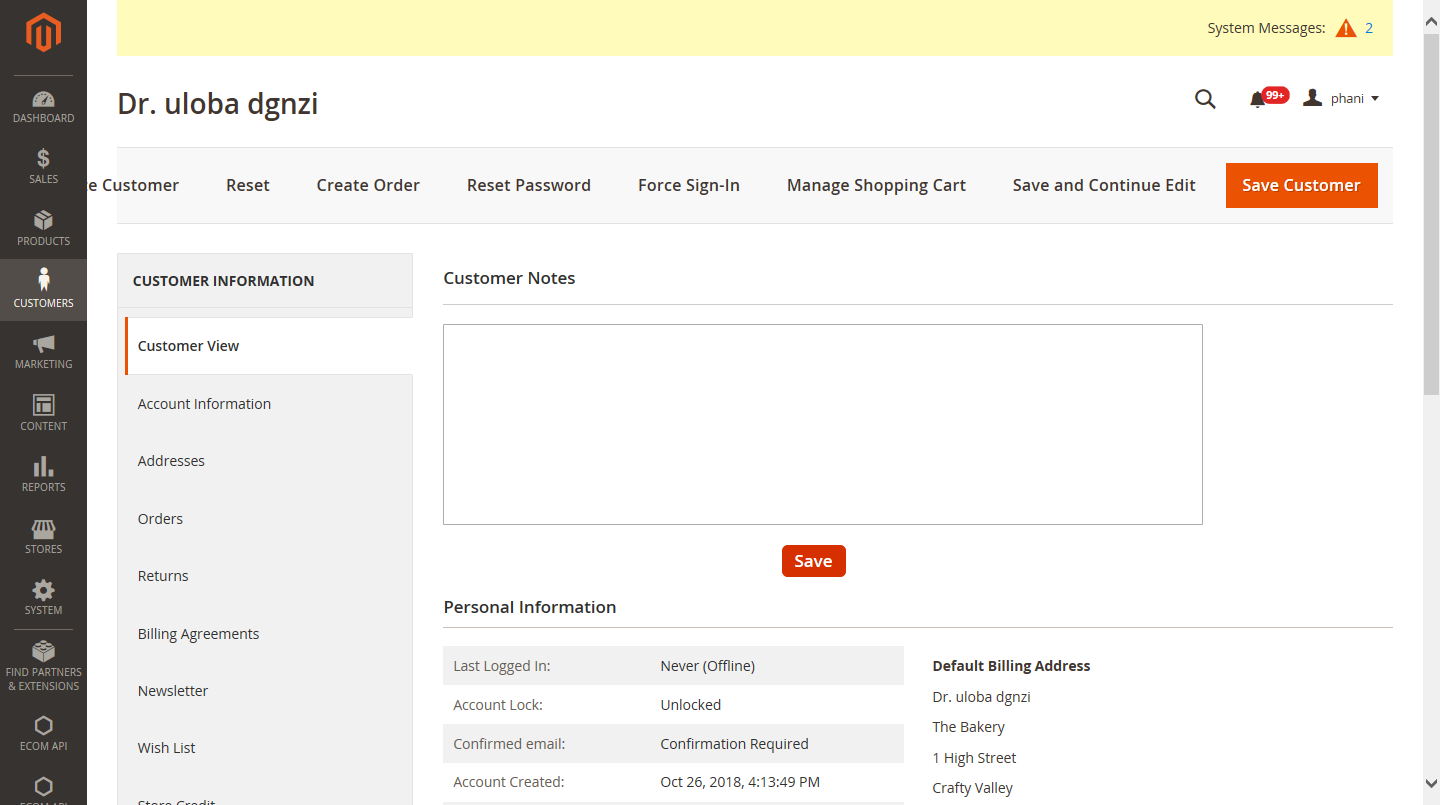 System Messages: 2
Dr. uloba dgnzi
99+
phani
DASHBOARD
SALES
PRODUCTS
CUSTOMERS
MARKETING
CONTENT
REPORTS
STORES
SYSTEM
FIND PARTNERS
& EXTENSIONS
ECOM API
ECOM API
e Customer
Reset
Create Order
Reset Password
Force Sign-In
Manage Shopping Cart
Save and Continue Edit
Save Customer
CUSTOMER INFORMATION
Customer View
Account Information
Addresses
Orders
Returns
Billing Agreements
Newsletter
Wish List
Store Credit
Customer Notes
Save
Personal Information
Last Logged In: Never (Offline)
Account Lock: Unlocked
Confirmed email: Confirmation Required
Account Created: Oct 26, 2018, 4:13:49 PM
Default Billing Address
Dr. uloba dgnzi
The Bakery
1 High Street
Crafty Valley